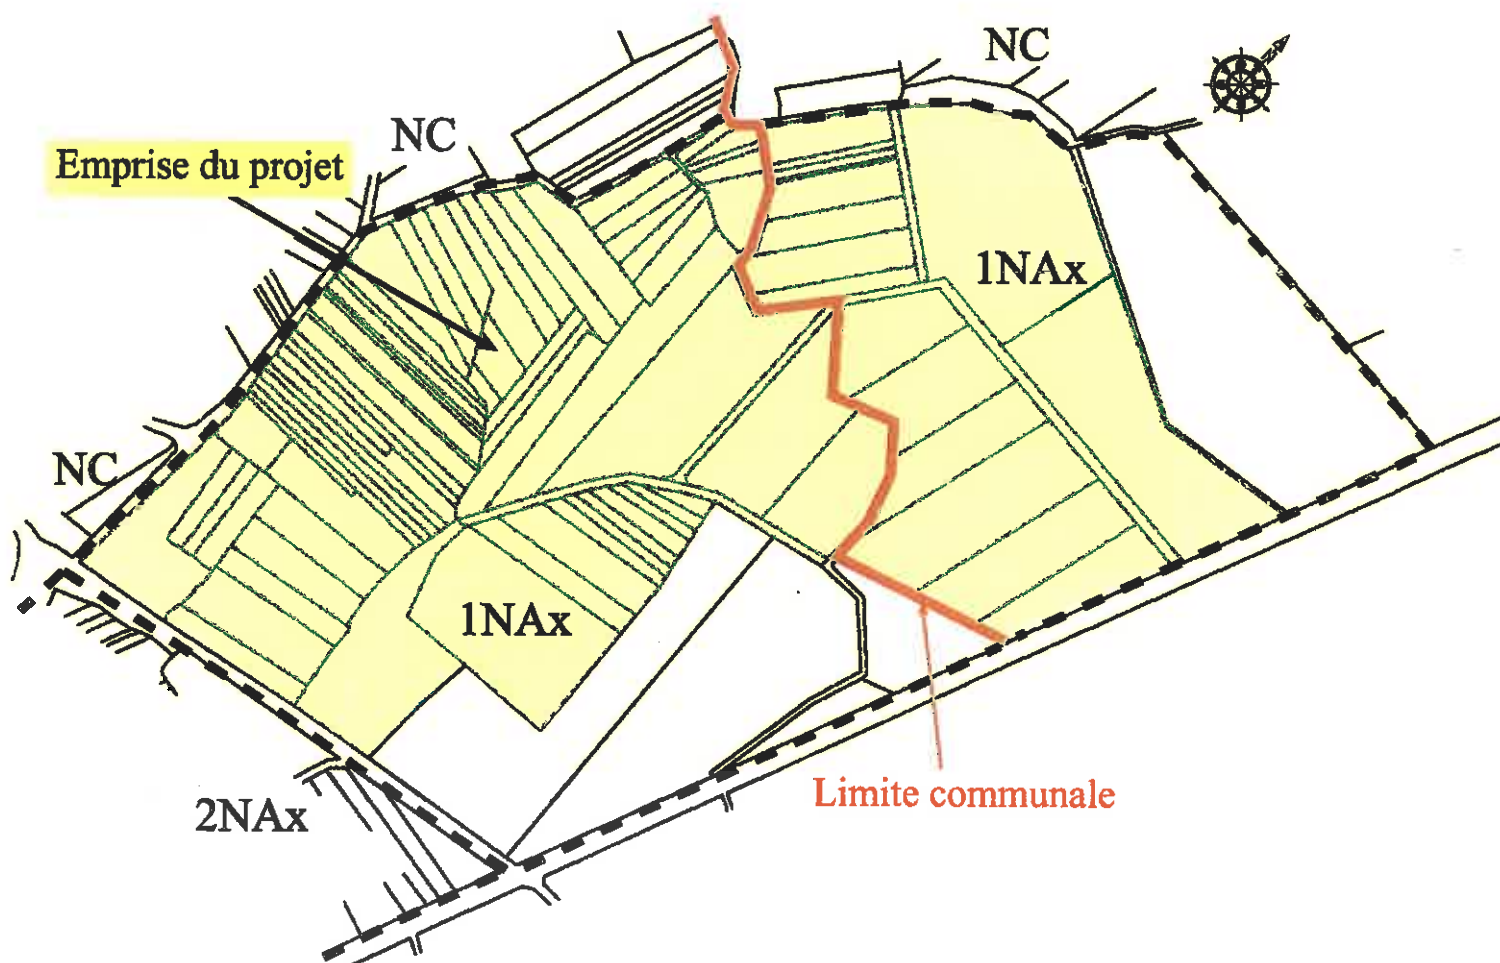 NC
NC
Emprise du projet
1NAx
NC
1NAx
Limite communale
2NAx